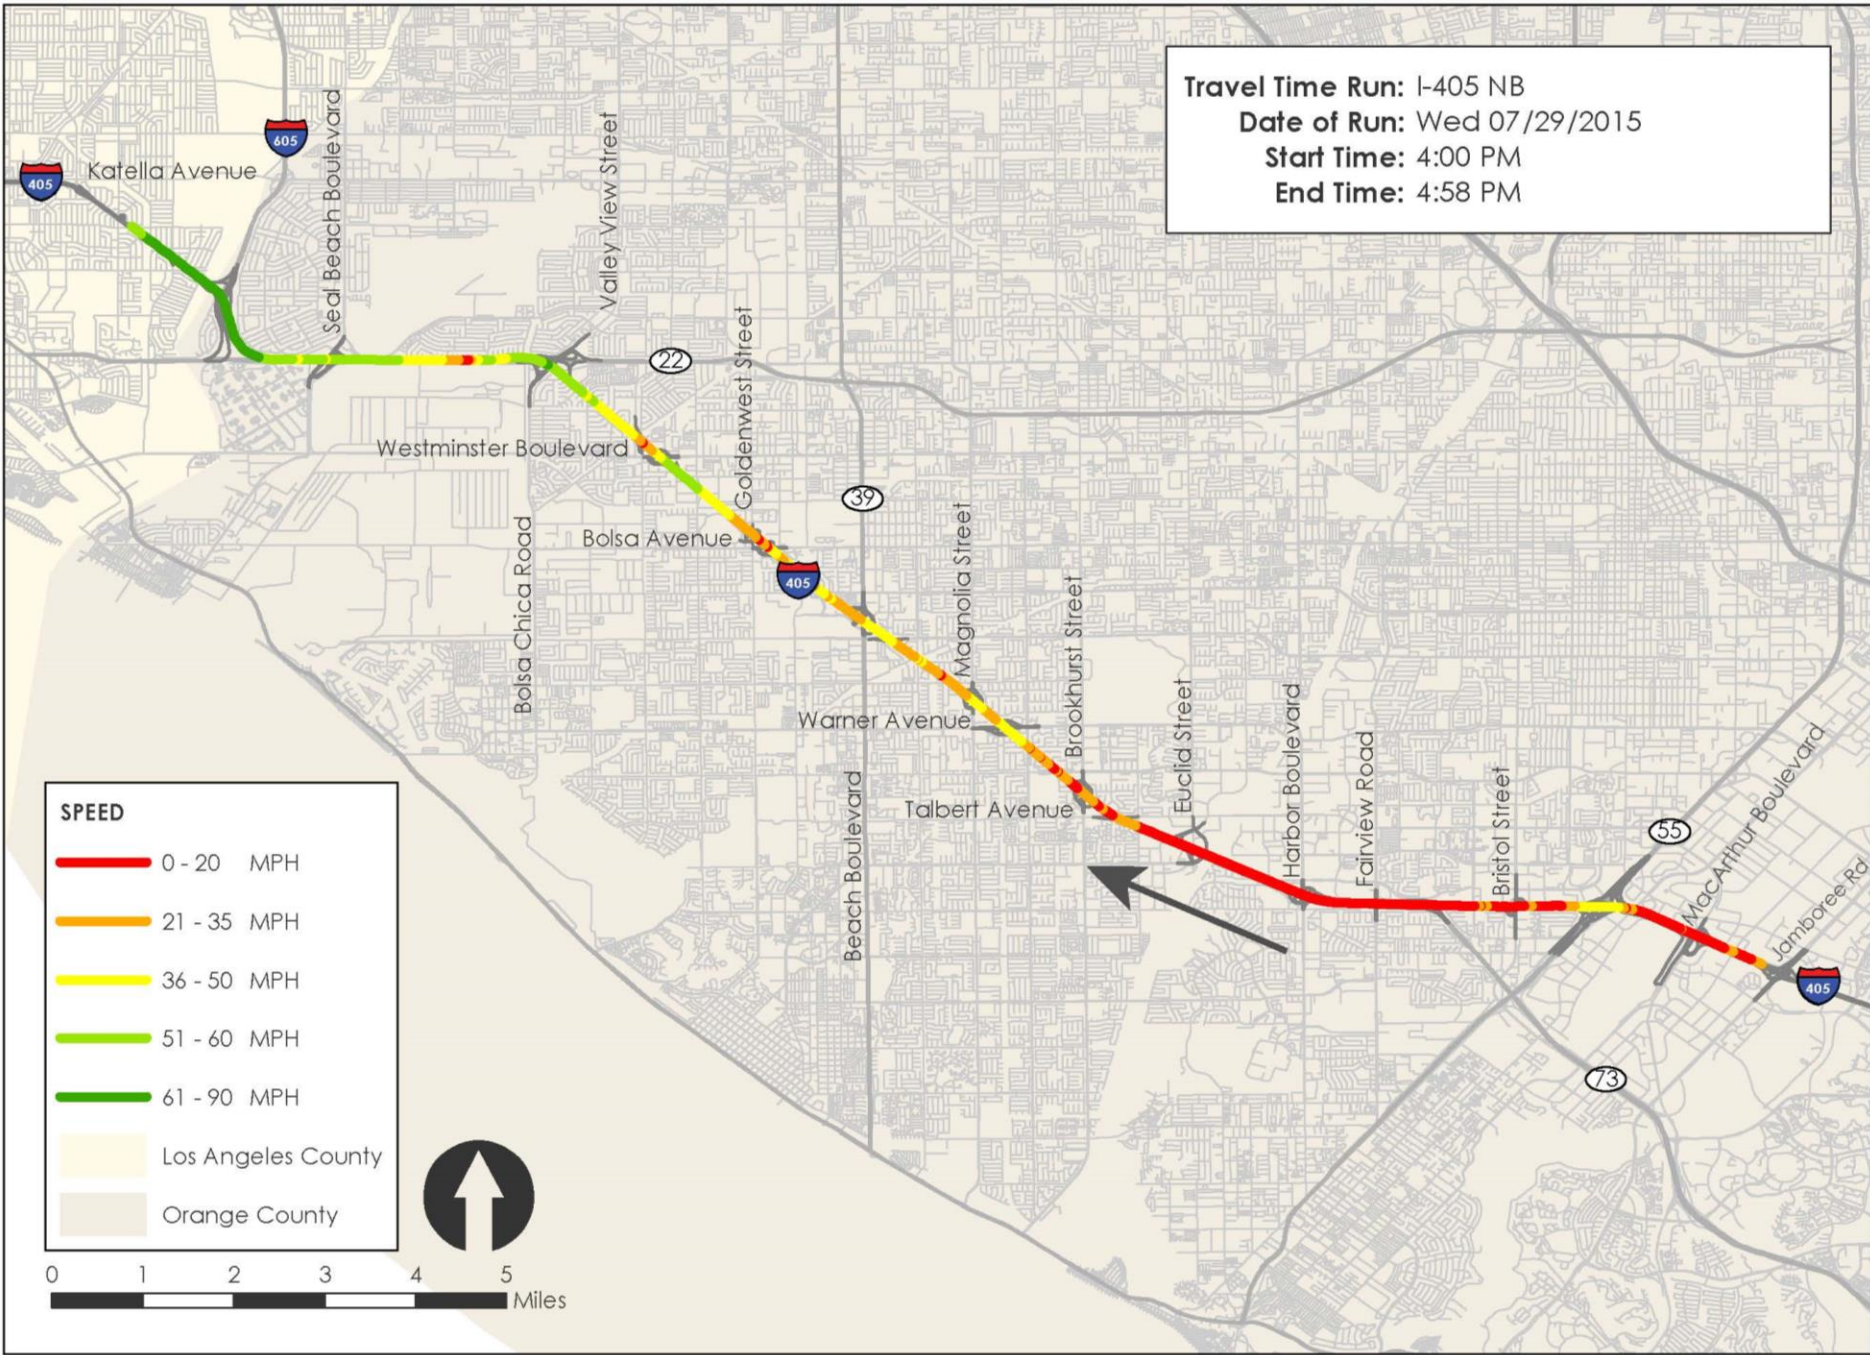 Travel Time Run: I-405 NB
Date of Run: Wed 07/29/2015
Start Time: 4:00 PM
End Time: 4:58 PM
605
405
Katella Avenue
Seal Beach Boulevard
Valley View Street
22
Goldenwest Street
Westminster Boulevard
39
Bolsa Avenue
405
Bolsa Chica Road
Magnolia Street
Brookhurst Street
Warner Avenue
Euclid Street
Harbor Boulevard
Fairview Road
Talbert Avenue
Beach Boulevard
Bristol Street
55
MacArthur Boulevard
Jamboree Rd
405
73
SPEED
0 - 20 MPH
21 - 35 MPH
36 - 50 MPH
51 - 60 MPH
61 - 90 MPH
Los Angeles County
Orange County
0 1 2 3 4 5
Miles